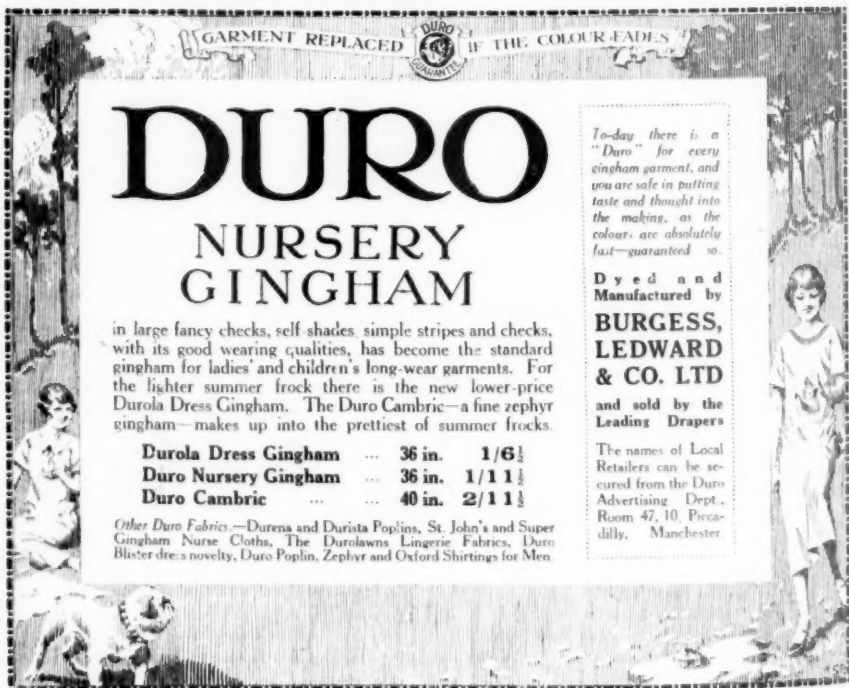 GARMENT REPLACED IF THE COLOUR FADES
DURO
GUARANTEE
DURO
NURSERY
GINGHAM
in large fancy checks, self shades, simple stripes and checks,
with its good wearing qualities, has become the standard
gingham for ladies' and children's long-wear garments. For
the lighter summer frock there is the new lower-price
Durola Dress Gingham. The Duro Cambric—a fine zephyr
gingham—makes up into the prettiest of summer frocks.
Durola Dress Gingham ... 36 in. 1/6½
Duro Nursery Gingham ... 36 in. 1/11½
Duro Cambric ... ... 40 in. 2/11½
Other Duro Fabrics.—Durena and Durista Poplins, St. John's and Super
Gingham Nurse Cloths, The Durolawns Lingerie Fabrics, Duro
Blister dress novelty, Duro Poplin, Zephyr and Oxford Shirtings for Men.
To-day there is a
"Duro" for every
gingham garment, and
you are safe in putting
taste and thought into
the making, as the
colours are absolutely
fast—guaranteed so.
Dyed and
Manufactured by
BURGESS,
LEDWARD
& CO. LTD
and sold by the
Leading Drapers
The names of Local
Retailers can be se-
cured from the Duro
Advertising Dept.,
Room 47, 10, Picca-
dilly, Manchester